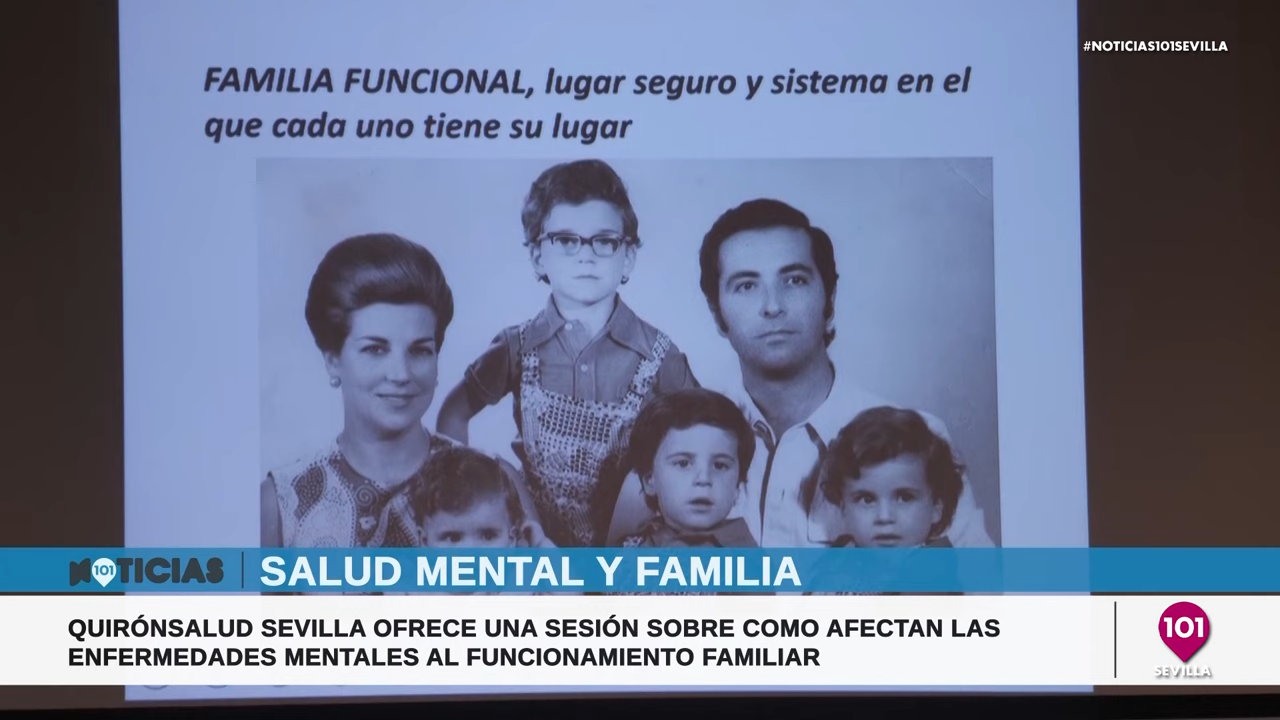 #NOTICIAS101SEVILLA
FAMILIA FUNCIONAL, lugar seguro y sistema en el
que cada uno tiene su lugar
NOTICIAS 101
SALUD MENTAL Y FAMILIA
QUIRÓNSALUD SEVILLA OFRECE UNA SESIÓN SOBRE COMO AFECTAN LAS
ENFERMEDADES MENTALES AL FUNCIONAMIENTO FAMILIAR
101
SEVILLA